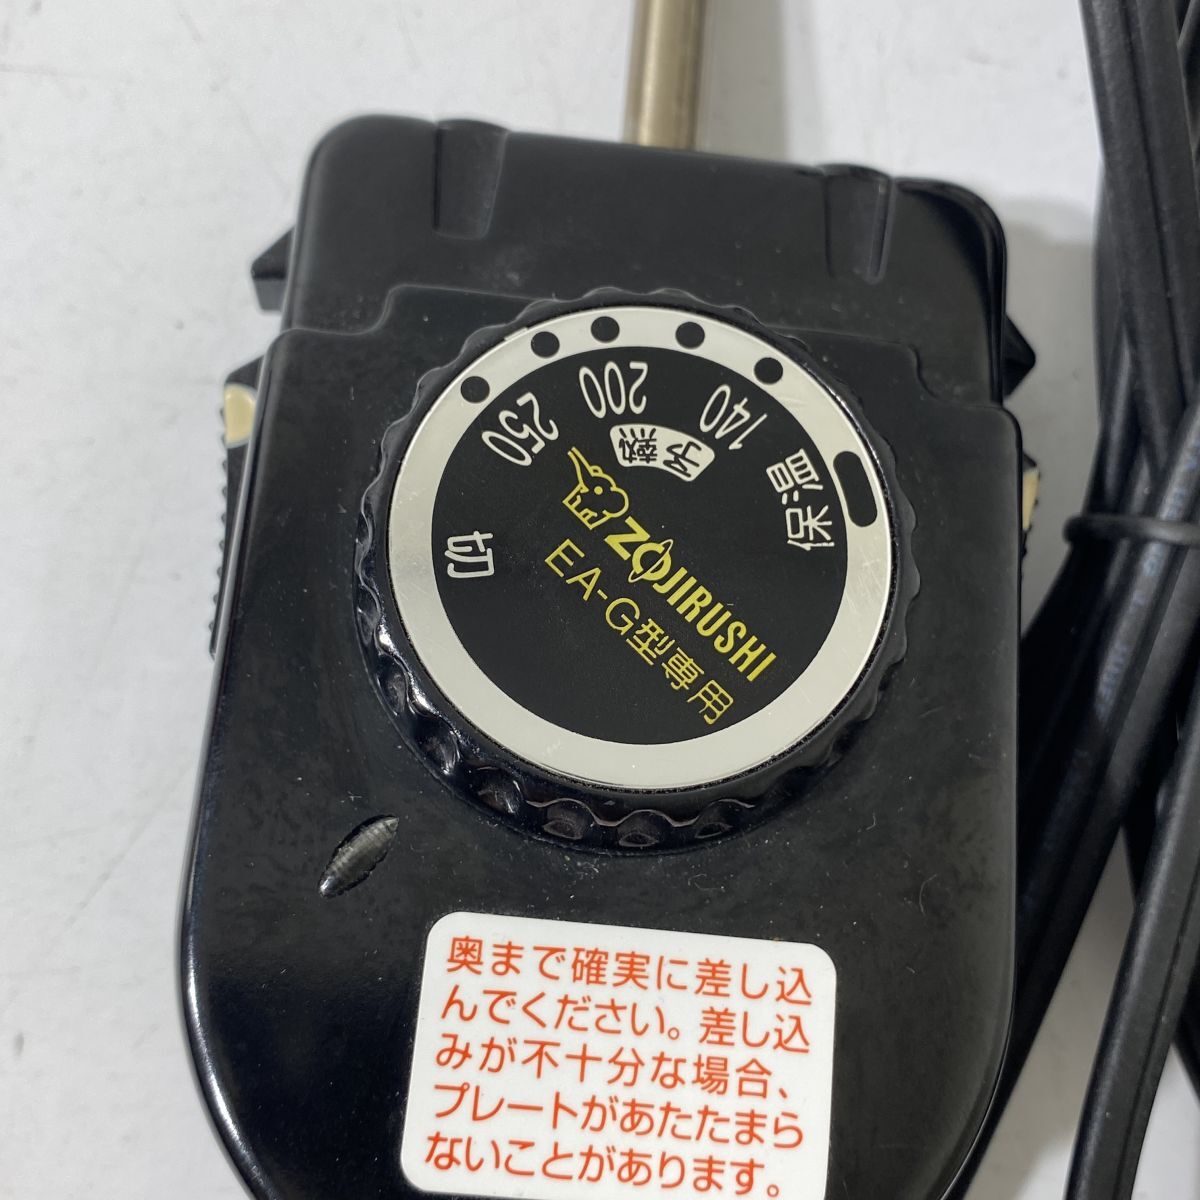 切
250
200
予熱
140
保温
ZOJIRUSHI
EA-G型専用
奥まで確実に差し込
んでください。差し込
みが不十分な場合、
プレートがあたたまら
ないことがあります。